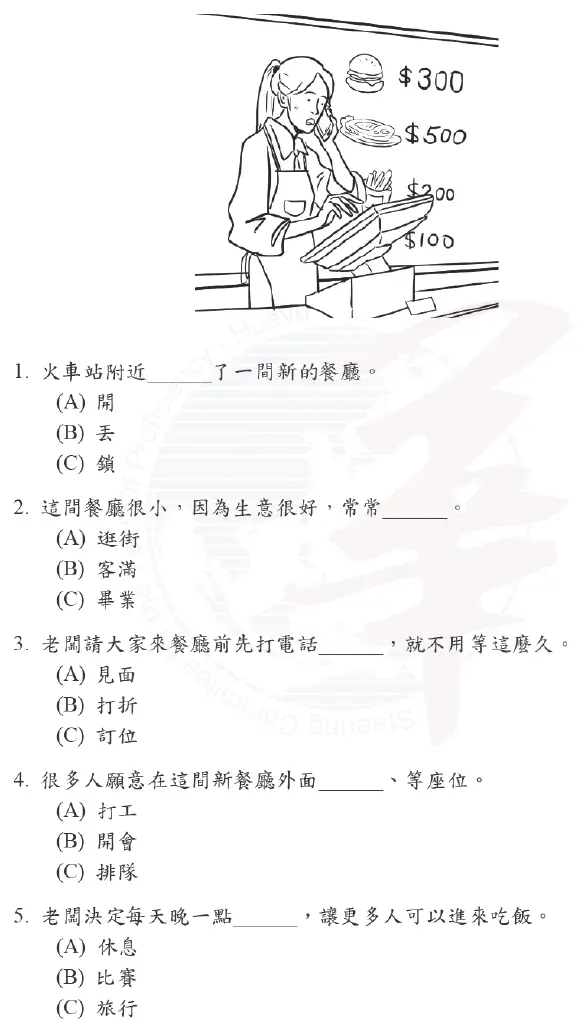 $300
$500
$200
$100
1. 火車站附近______了一間新的餐廳。
(A) 開
(B) 丟
(C) 鎖
2. 這間餐廳很小，因為生意很好，常常______。
(A) 逛街
(B) 客滿
(C) 畢業
3. 老闆請大家來餐廳前先打電話______，就不用等這麼久。
(A) 見面
(B) 打折
(C) 訂位
4. 很多人願意在這間新餐廳外面______、等座位。
(A) 打工
(B) 開會
(C) 排隊
5. 老闆決定每天晚一點______，讓更多人可以進來吃飯。
(A) 休息
(B) 比賽
(C) 旅行